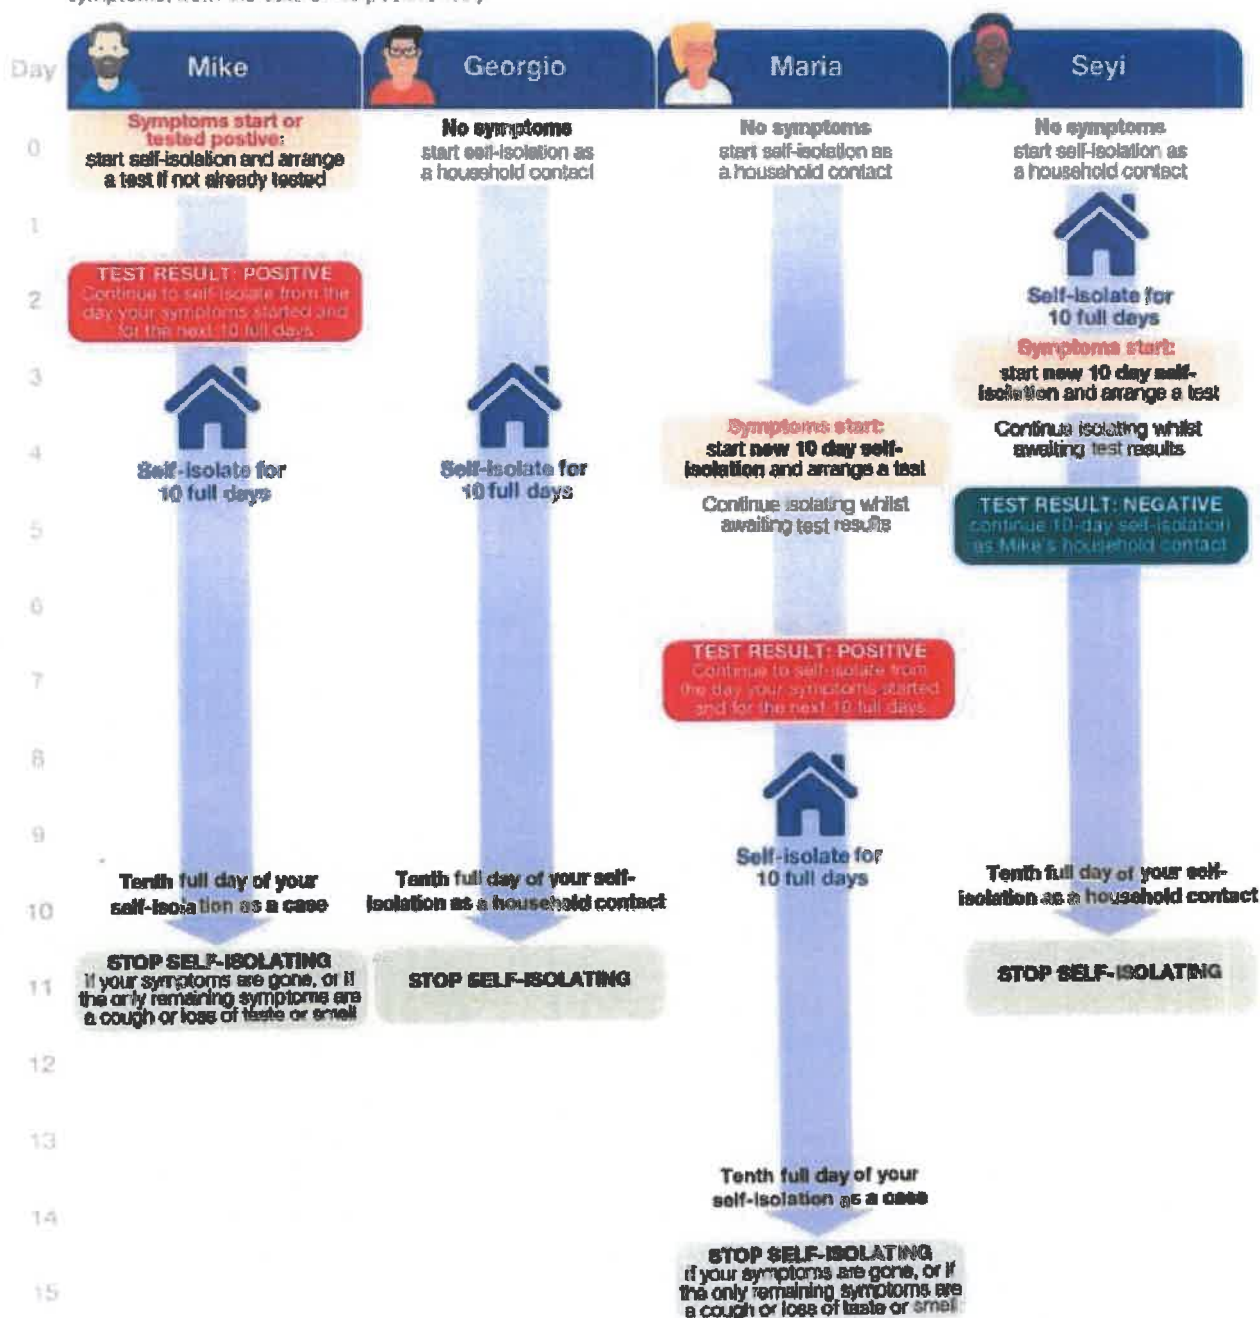 Day
Mike
Georgio
Maria
Seyi
0
Symptoms start or
tested postive:
start self-isolation and arrange
a test if not already tested
No symptoms
start self-isolation as
a household contact
No symptoms
start self-isolation as
a household contact
No symptoms
start self-isolation as
a household contact
1
2
TEST RESULT: POSITIVE
Continue to self-isolate from the
day your symptoms started and
for the next 10 full days
Self-isolate for
10 full days
3
Symptoms start:
start new 10 day self-
isolation and arrange a test
4
Self-isolate for
10 full days
Self-isolate for
10 full days
Symptoms start:
start new 10 day self-
isolation and arrange a test
Continue isolating whilst
awaiting test results
5
Continue isolating whilst
awaiting test results
TEST RESULT: NEGATIVE
continue 10-day self-isolation
as Mike's household contact
6
7
TEST RESULT: POSITIVE
Continue to self-isolate from
the day your symptoms started
and for the next 10 full days
8
9
Self-isolate for
10 full days
10
Tenth full day of your
self-isolation as a case
Tenth full day of your self-
isolation as a household contact
Tenth full day of your self-
isolation as a household contact
11
STOP SELF-ISOLATING
if your symptoms are gone, or if
the only remaining symptoms are
a cough or loss of taste or smell
STOP SELF-ISOLATING
STOP SELF-ISOLATING
12
13
14
Tenth full day of your
self-isolation as a case
15
STOP SELF-ISOLATING
if your symptoms are gone, or if
the only remaining symptoms are
a cough or loss of taste or smell